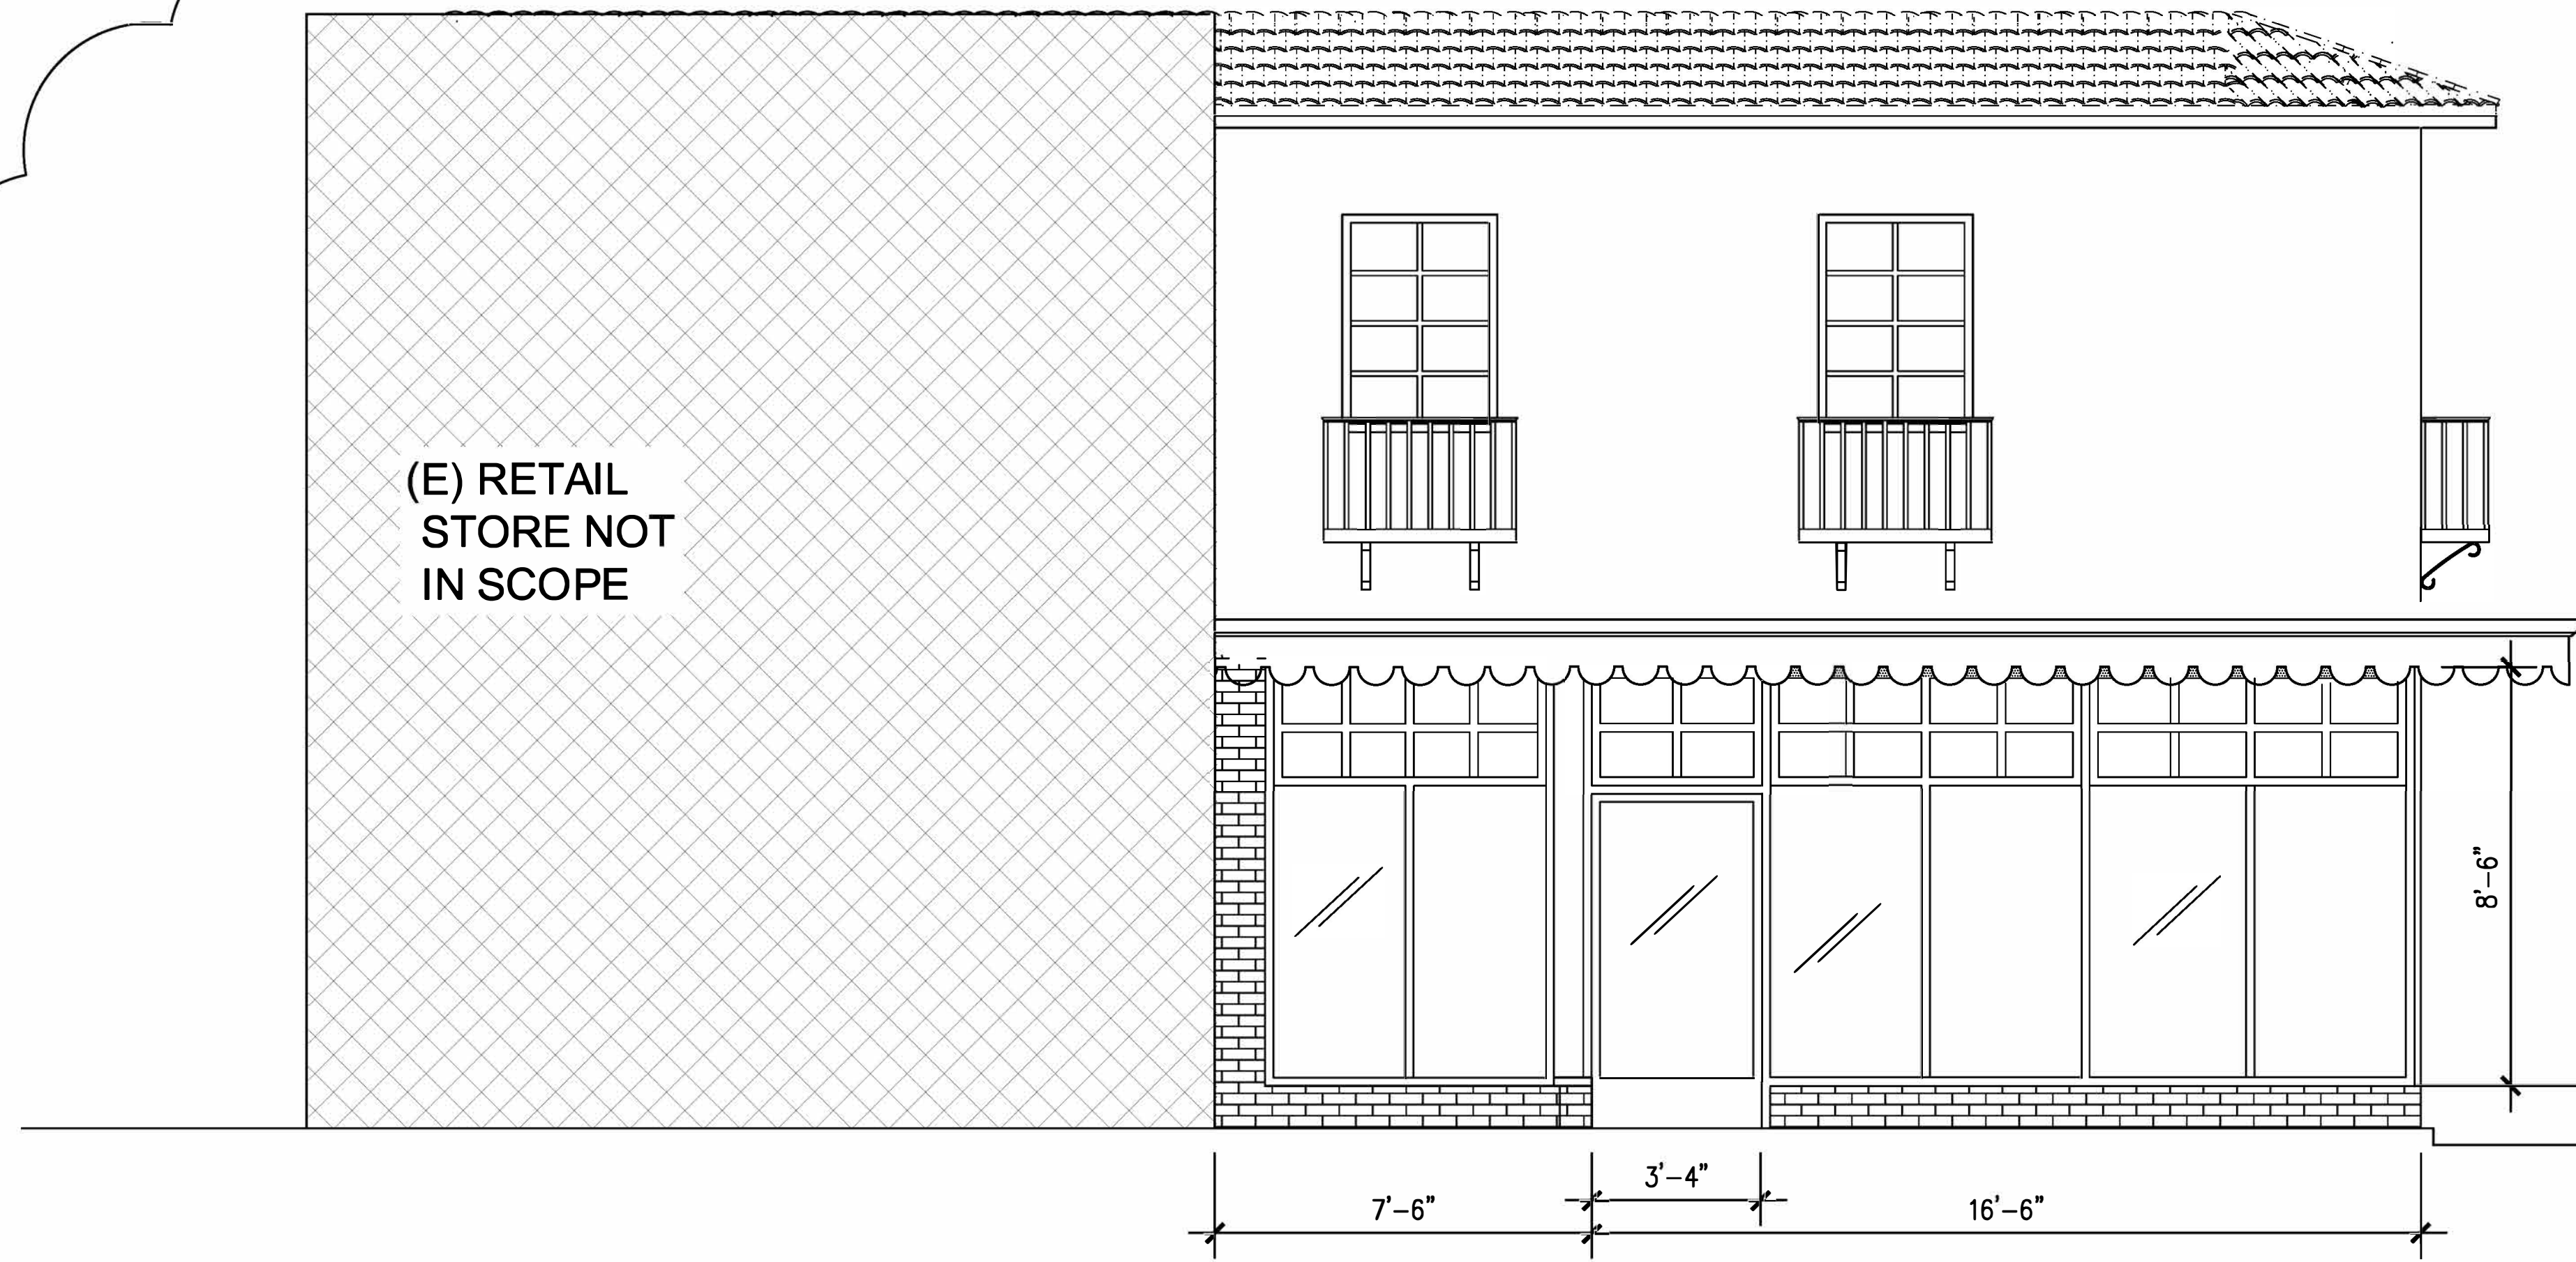 (E) RETAIL
STORE NOT
IN SCOPE
8'-6"
3'-4"
7'-6"
16'-6"